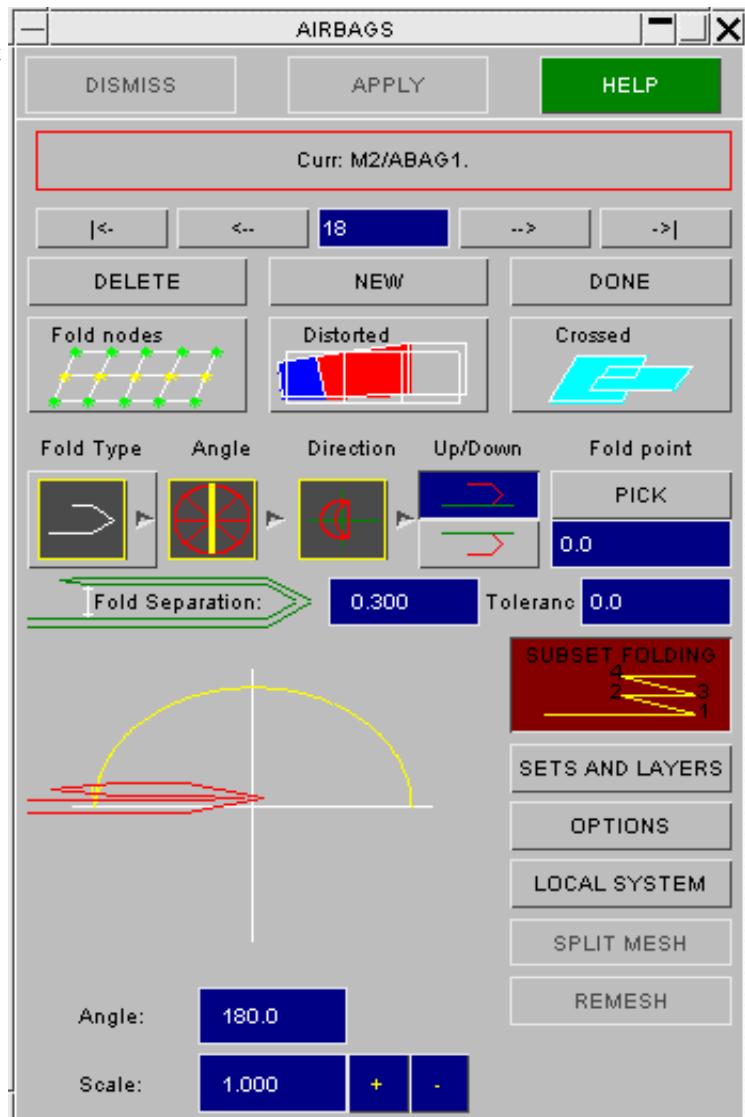 AIRBAGS
DISMISS APPLY HELP
Curr: M2/ABAG1.
|<- <-- 18 --> ->|
DELETE NEW DONE
Fold nodes Distorted Crossed
Fold Type Angle Direction Up/Down Fold point
PICK
0.0
Fold Separation: 0.300 Toleranc 0.0
SUBSET FOLDING
4
2 3
1
SETS AND LAYERS
OPTIONS
LOCAL SYSTEM
SPLIT MESH
REMESH
Angle: 180.0
Scale: 1.000 + -